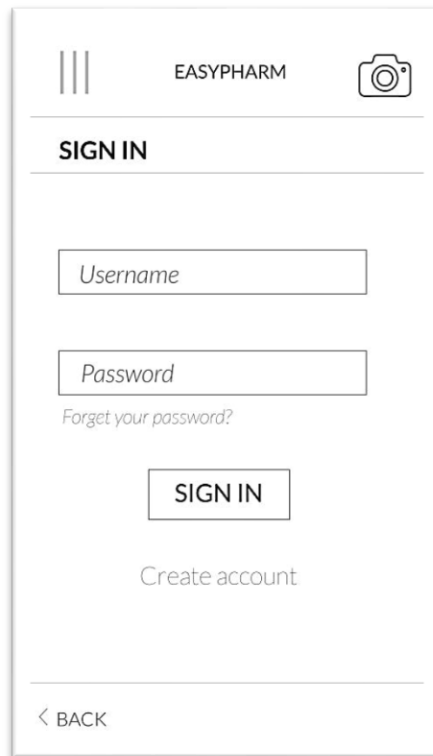 EASYPHARM
SIGN IN
Username
Password
Forget your password?
SIGN IN
Create account
< BACK